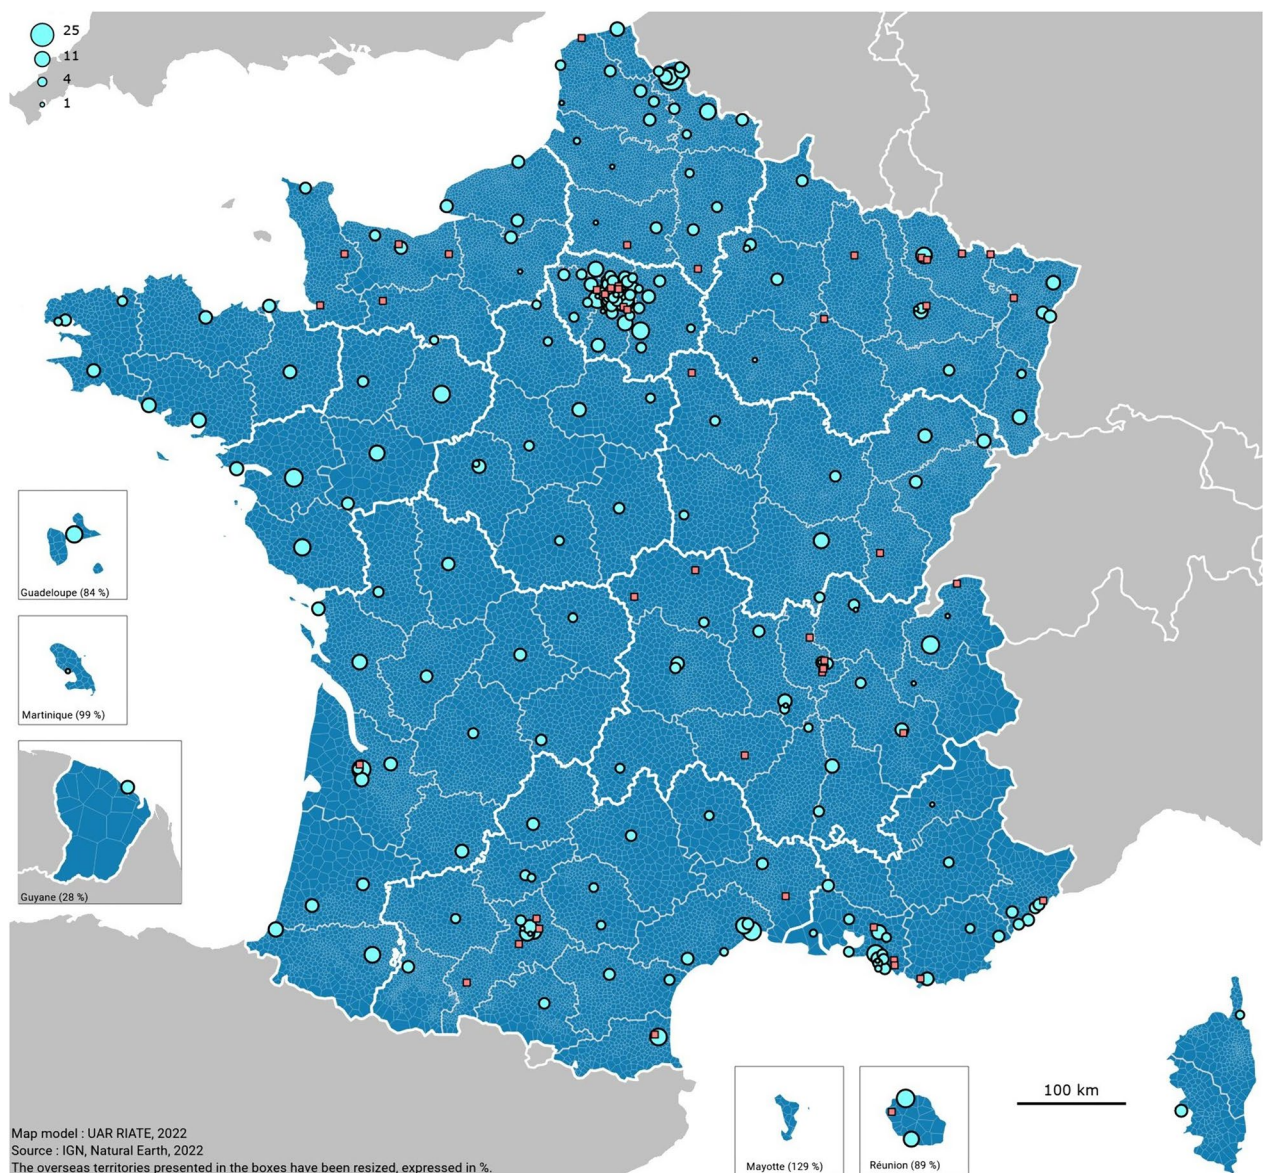 25
11
4
1
Guadeloupe (84 %)
Martinique (99 %)
Guyane (28 %)
100 km
Map model : UAR RIATE, 2022
Source : IGN, Natural Earth, 2022
The overseas territories presented in the boxes have been resized, expressed in %.
Mayotte (129 %)
Réunion (89 %)